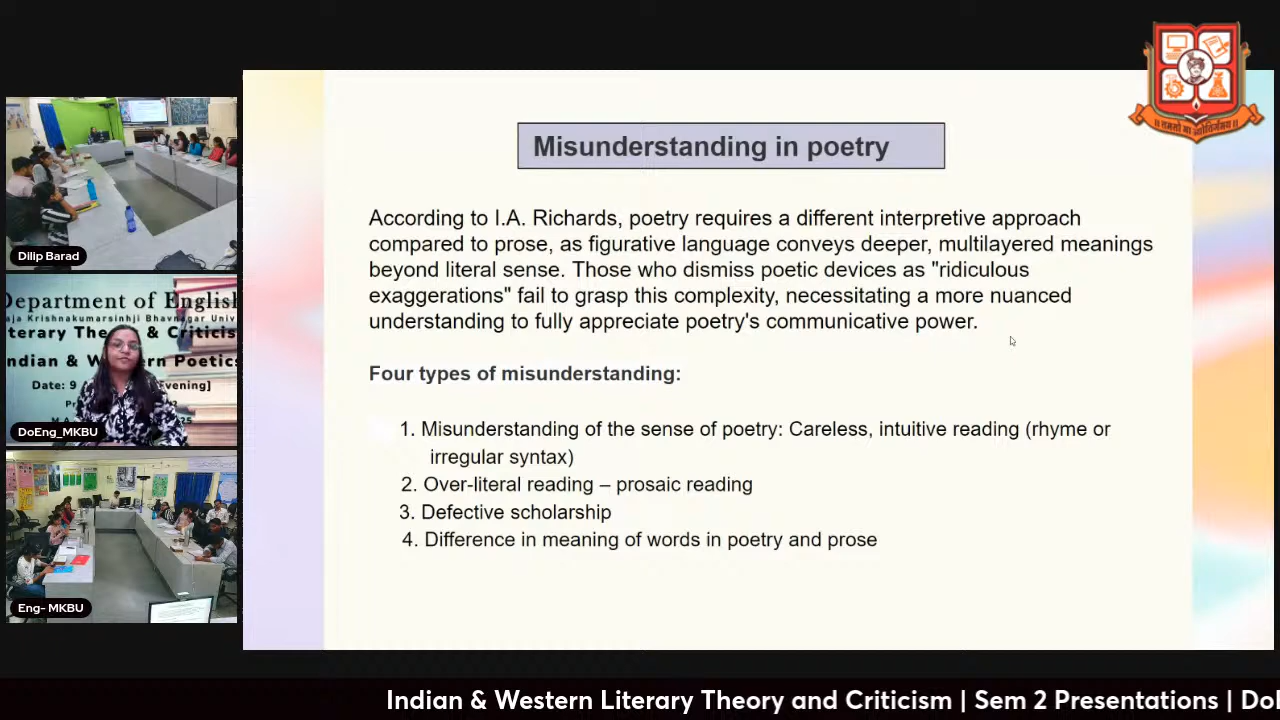 Misunderstanding in poetry
According to I.A. Richards, poetry requires a different interpretive approach
compared to prose, as figurative language conveys deeper, multilayered meanings
beyond literal sense. Those who dismiss poetic devices as "ridiculous
exaggerations" fail to grasp this complexity, necessitating a more nuanced
understanding to fully appreciate poetry's communicative power.
Four types of misunderstanding:
1. Misunderstanding of the sense of poetry: Careless, intuitive reading (rhyme or
irregular syntax)
2. Over-literal reading – prosaic reading
3. Defective scholarship
4. Difference in meaning of words in poetry and prose
Dilip Barad
Department of English
Krishnakumarsinhji Bhavnagar
Theory & Criticism
Poetics
Date: 9
DoEng_MKBU
Eng- MKBU
Indian & Western Literary Theory and Criticism | Sem 2 Presentations |